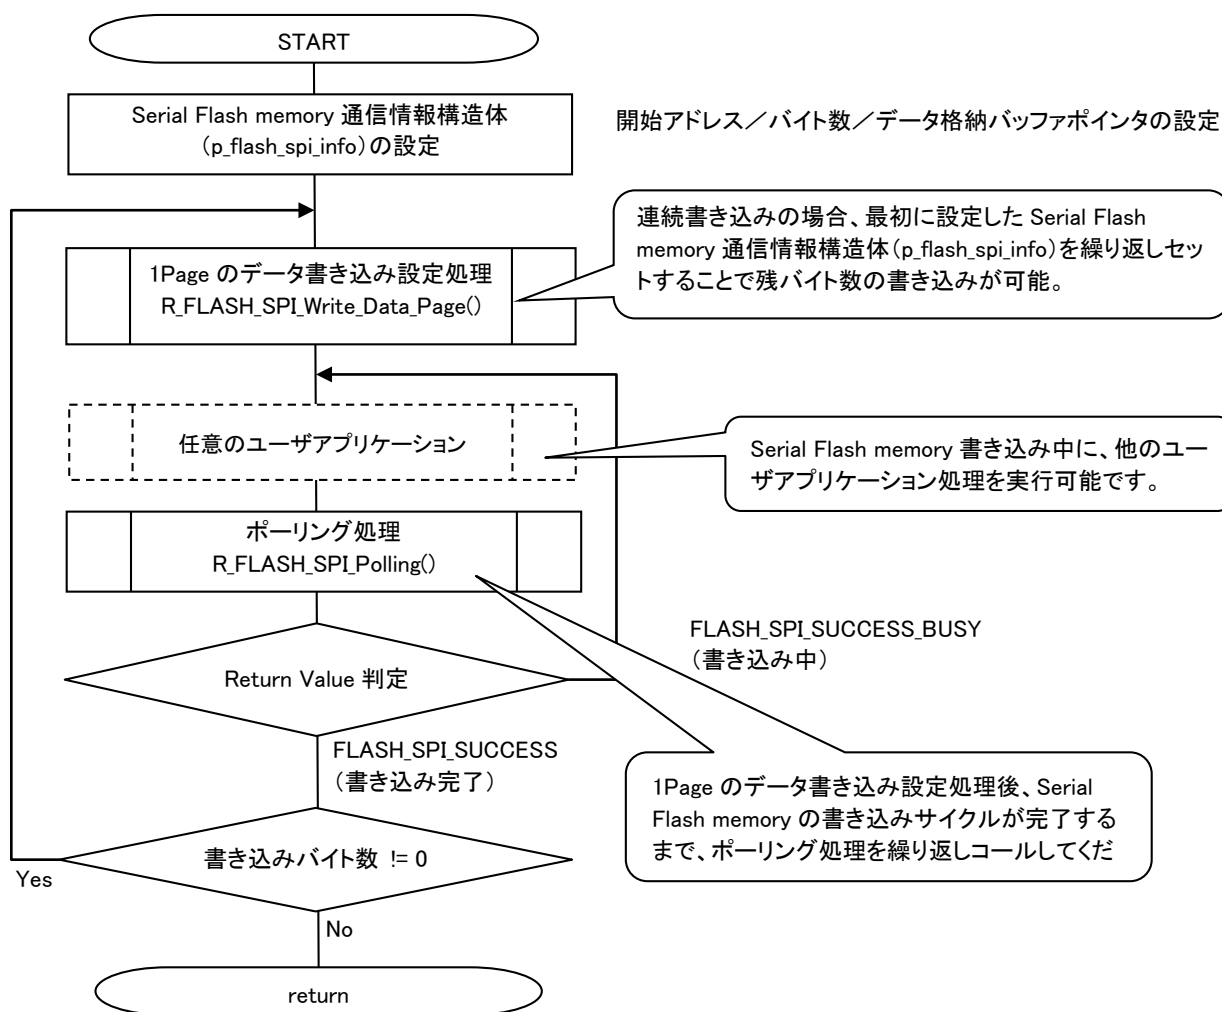 START
Serial Flash memory 通信情報構造体
（p_flash_spi_info）の設定
開始アドレス／バイト数／データ格納バッファポインタの設定
連続書き込みの場合、最初に設定した Serial Flash
memory 通信情報構造体（p_flash_spi_info）を繰り返しセッ
トすることで残バイト数の書き込みが可能。
1Page のデータ書き込み設定処理
R_FLASH_SPI_Write_Data_Page()
任意のユーザアプリケーション
Serial Flash memory 書き込み中に、他のユー
ザアプリケーション処理を実行可能です。
ポーリング処理
R_FLASH_SPI_Polling()
FLASH_SPI_SUCCESS_BUSY
（書き込み中）
Return Value 判定
FLASH_SPI_SUCCESS
（書き込み完了）
1Page のデータ書き込み設定処理後、Serial
Flash memory の書き込みサイクルが完了する
まで、ポーリング処理を繰り返しコールしてくだ
書き込みバイト数 != 0
Yes
No
return